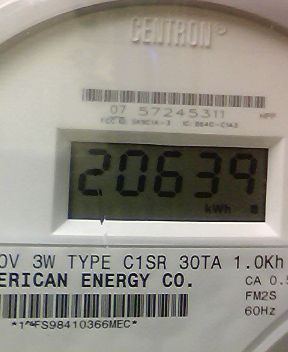 CENTRON®
07 57245311
20639
kWh
0V 3W TYPE C1SR 30TA 1.0Kh
ERICAN ENERGY CO.
CA 0.5
FM2S
60Hz
*1~FS98410366MEC*